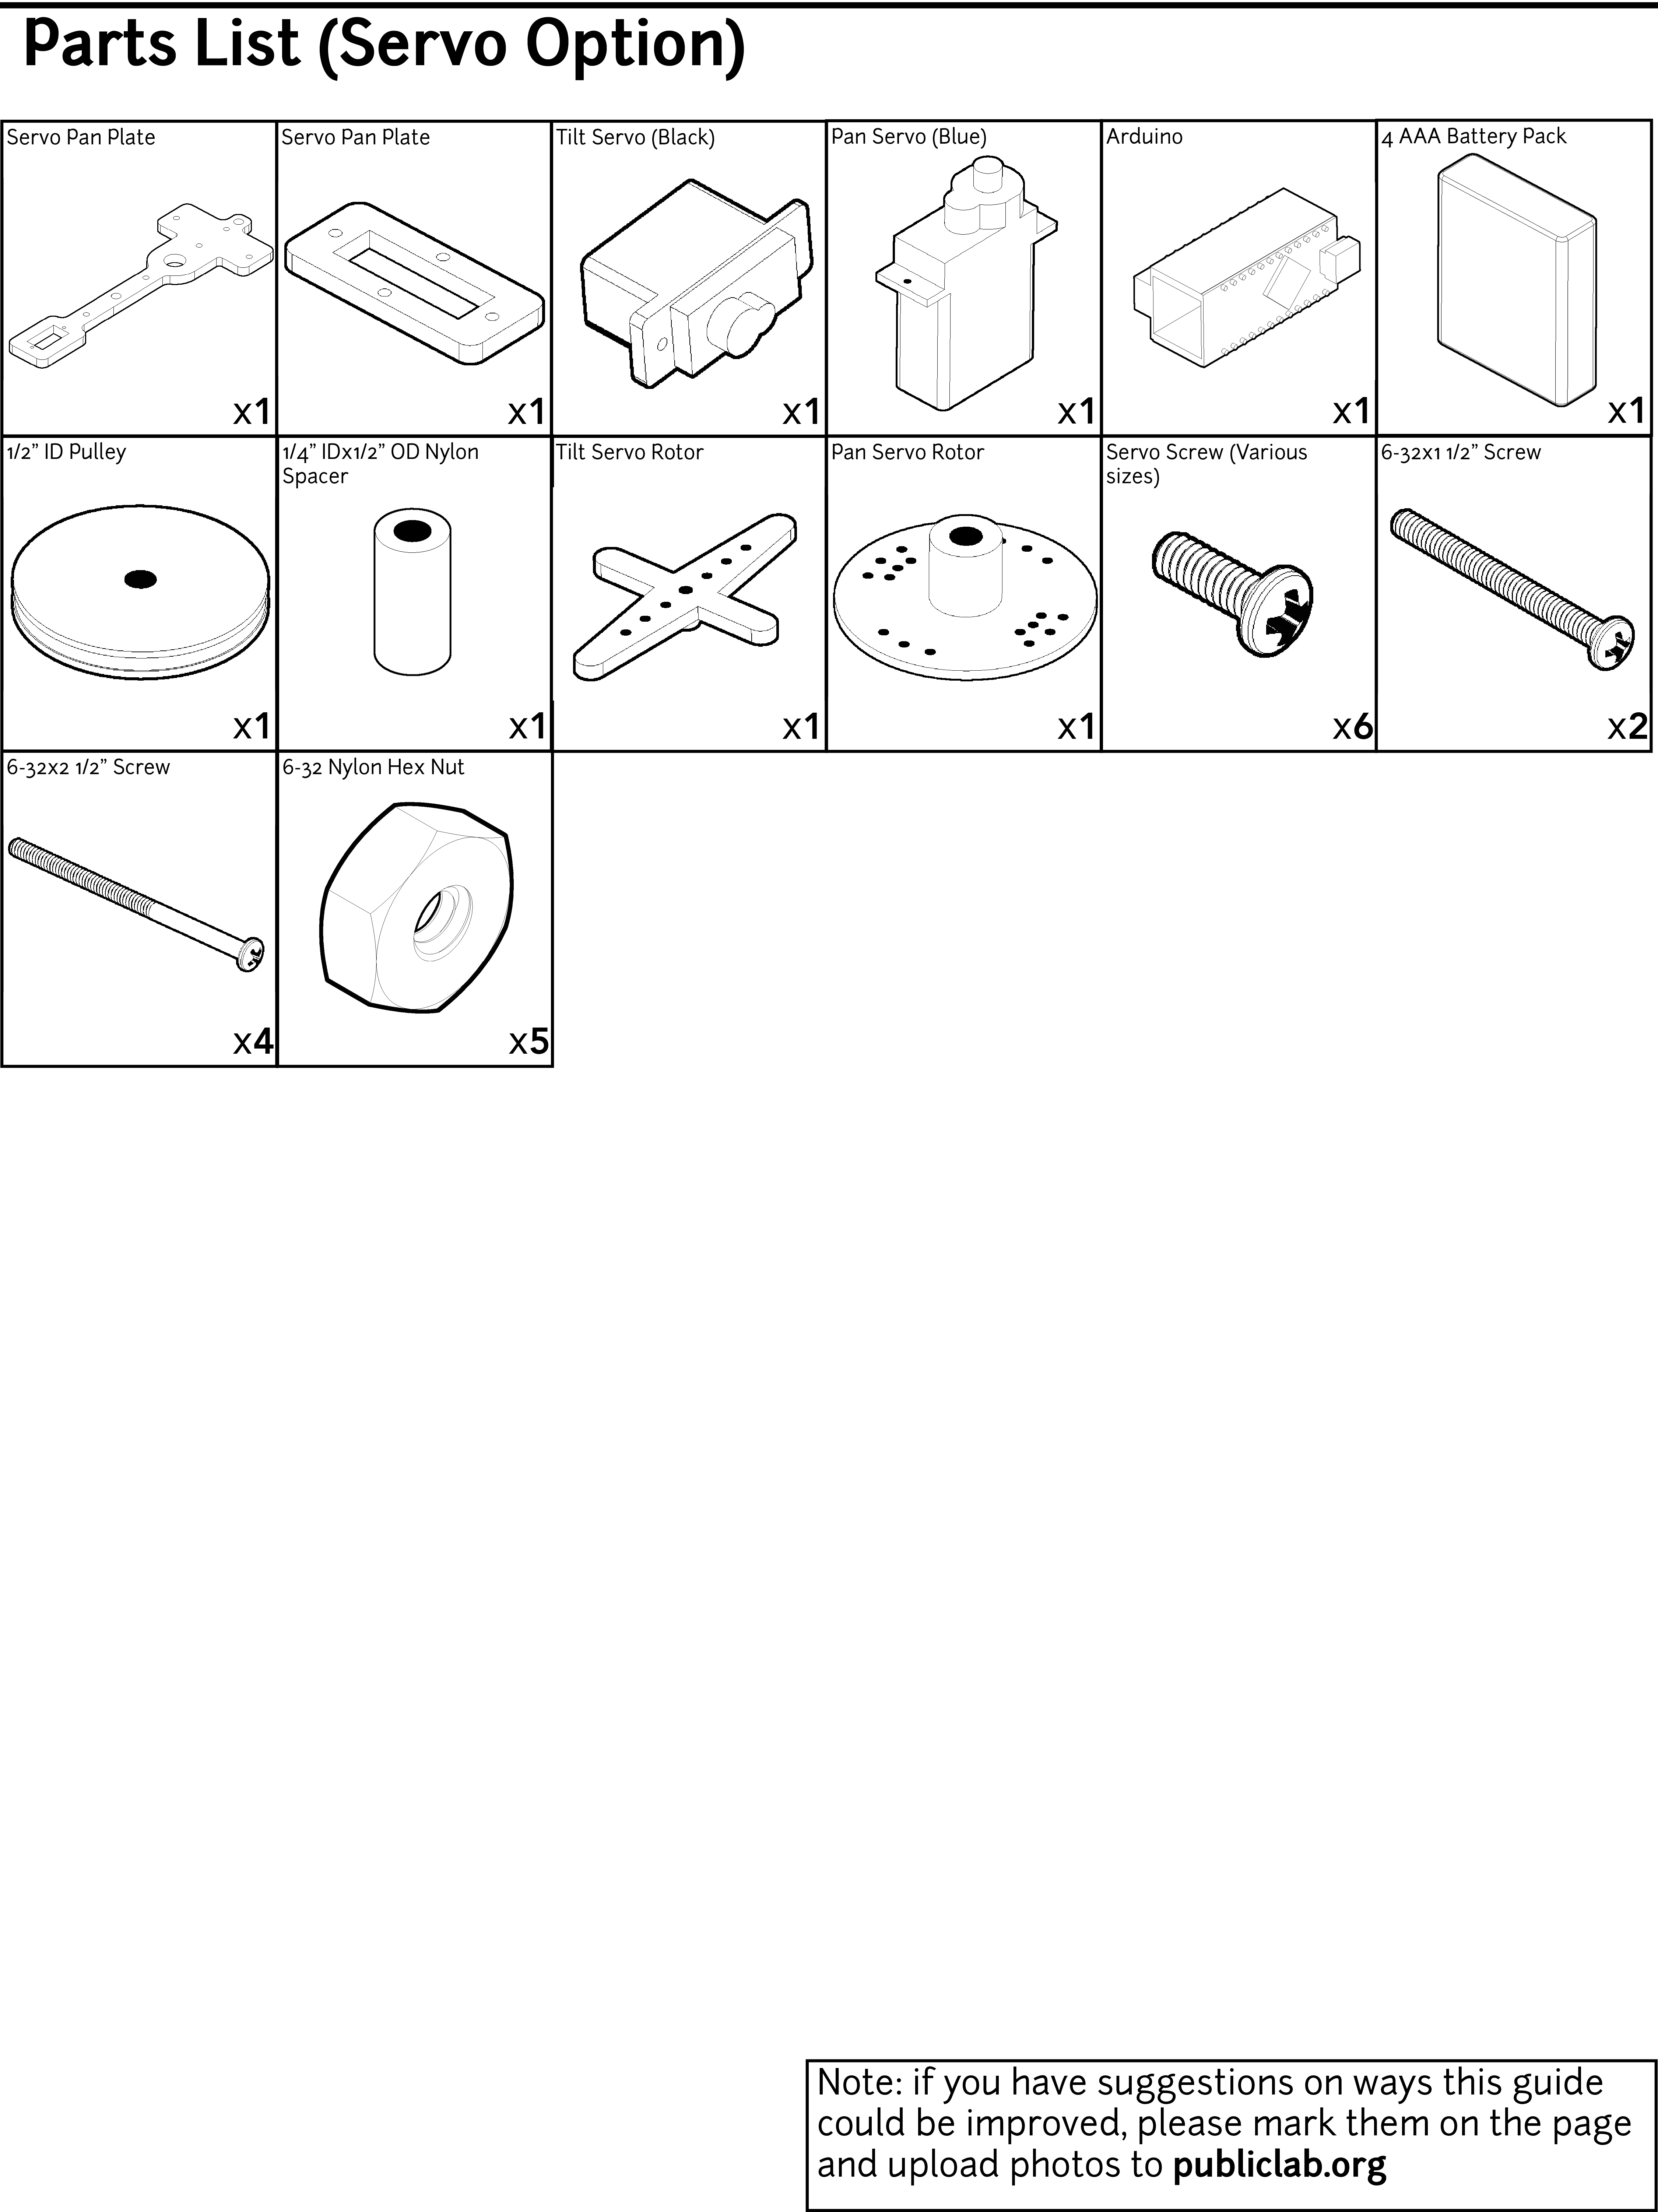 Parts List (Servo Option)
Servo Pan Plate
x1
Servo Pan Plate
x1
Tilt Servo (Black)
x1
Pan Servo (Blue)
x1
Arduino
x1
4 AAA Battery Pack
x1
1/2” ID Pulley
x1
1/4” IDx1/2” OD Nylon
Spacer
x1
Tilt Servo Rotor
x1
Pan Servo Rotor
x1
Servo Screw (Various
sizes)
x6
6-32x1 1/2” Screw
x2
6-32x2 1/2” Screw
x4
6-32 Nylon Hex Nut
x5
Note: if you have suggestions on ways this guide
could be improved, please mark them on the page
and upload photos to publiclab.org